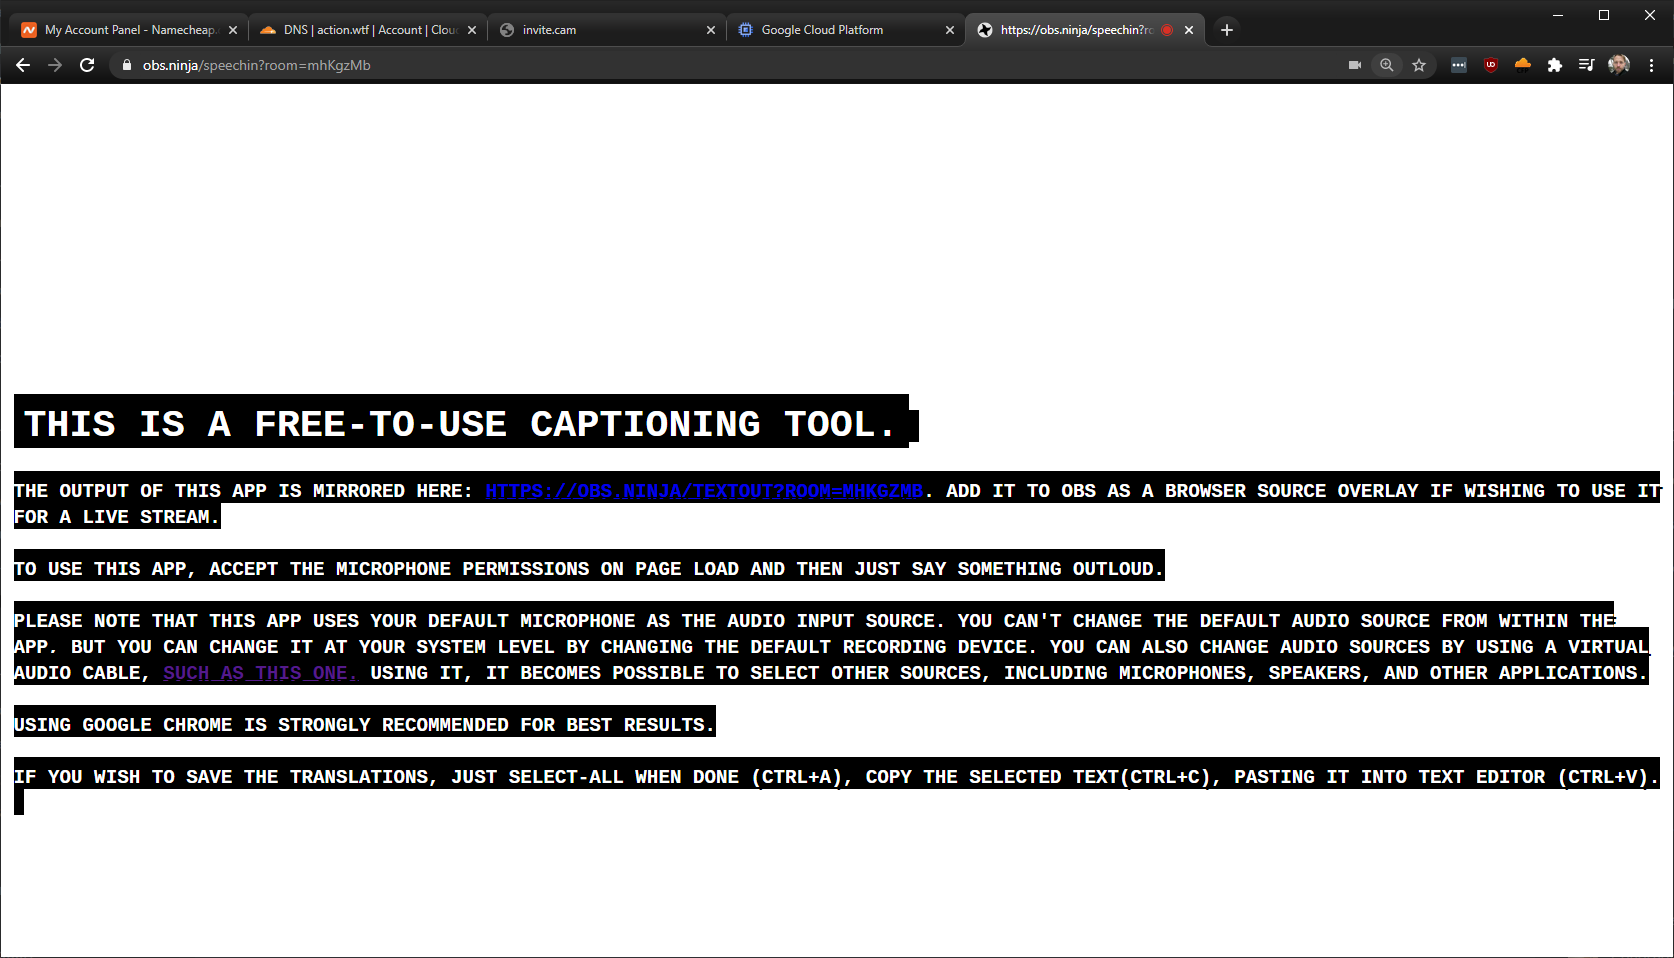 My Account Panel - Namecheap.
DNS | action.wtf | Account | Clou
invite.cam
Google Cloud Platform
https://obs.ninja/speechin?ro
obs.ninja/speechin?room=mhKgzMb
THIS IS A FREE-TO-USE CAPTIONING TOOL.
THE OUTPUT OF THIS APP IS MIRRORED HERE: HTTPS://OBS.NINJA/TEXTOUT?ROOM=MHKGZMB. ADD IT TO OBS AS A BROWSER SOURCE OVERLAY IF WISHING TO USE IT
FOR A LIVE STREAM.
TO USE THIS APP, ACCEPT THE MICROPHONE PERMISSIONS ON PAGE LOAD AND THEN JUST SAY SOMETHING OUTLOUD.
PLEASE NOTE THAT THIS APP USES YOUR DEFAULT MICROPHONE AS THE AUDIO INPUT SOURCE. YOU CAN'T CHANGE THE DEFAULT AUDIO SOURCE FROM WITHIN THE
APP. BUT YOU CAN CHANGE IT AT YOUR SYSTEM LEVEL BY CHANGING THE DEFAULT RECORDING DEVICE. YOU CAN ALSO CHANGE AUDIO SOURCES BY USING A VIRTUAL
AUDIO CABLE, SUCH AS THIS ONE. USING IT, IT BECOMES POSSIBLE TO SELECT OTHER SOURCES, INCLUDING MICROPHONES, SPEAKERS, AND OTHER APPLICATIONS.
USING GOOGLE CHROME IS STRONGLY RECOMMENDED FOR BEST RESULTS.
IF YOU WISH TO SAVE THE TRANSLATIONS, JUST SELECT-ALL WHEN DONE (CTRL+A), COPY THE SELECTED TEXT(CTRL+C), PASTING IT INTO TEXT EDITOR (CTRL+V).